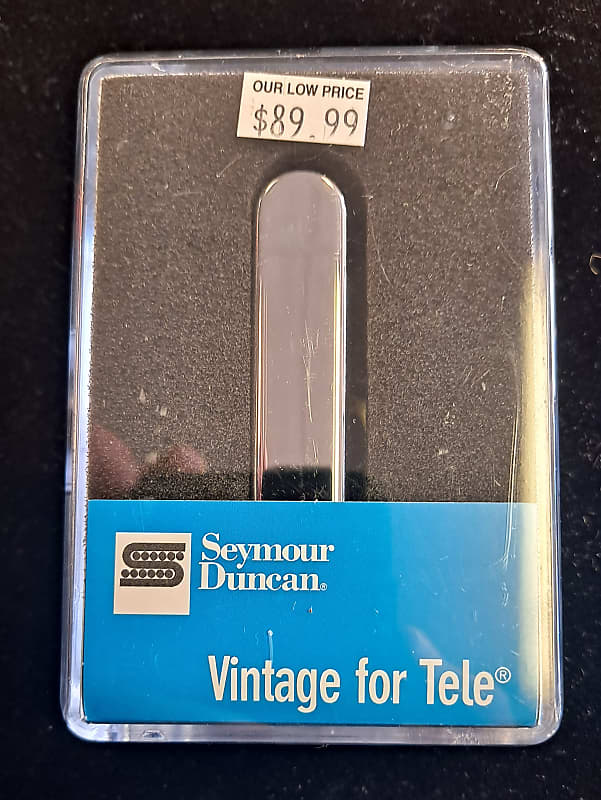 OUR LOW PRICE
$89.99
Seymour
Duncan®
Vintage for Tele®